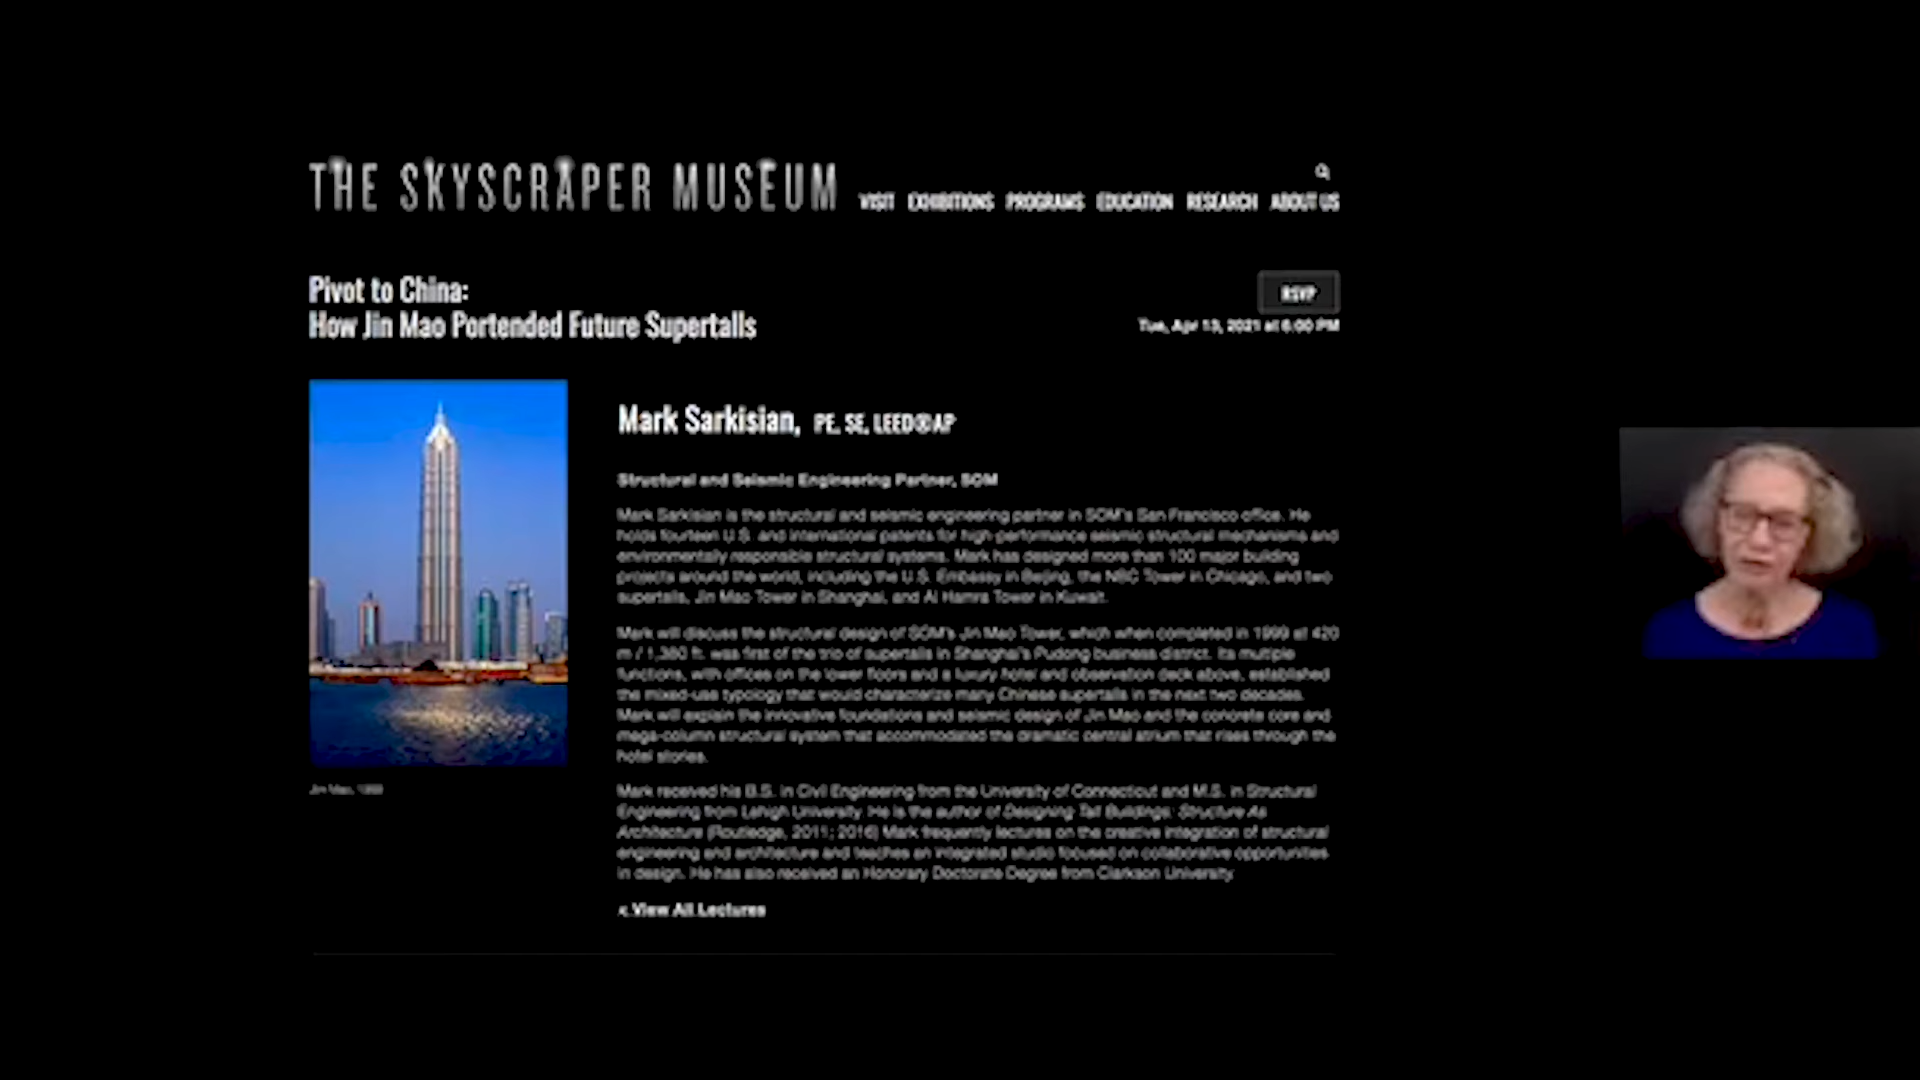 THE SKYSCRAPER MUSEUM
VISIT EXHIBITIONS PROGRAMS EDUCATION RESEARCH ABOUT US
Pivot to China:
How Jin Mao Portended Future Supertalls
RSVP
Tue, Apr 13, 2021 at 6:00 PM
Jin Mao, 1999
Mark Sarkisian, PE, SE, LEED®AP
Structural and Seismic Engineering Partner, SOM
Mark Sarkisian is the structural and seismic engineering partner in SOM's San Francisco office. He
holds fourteen U.S. and international patents for high-performance seismic structural mechanisms and
environmentally responsible structural systems. Mark has designed more than 100 major building
projects around the world, including the U.S. Embassy in Beijing, the NBC Tower in Chicago, and two
supertalls, Jin Mao Tower in Shanghai, and Al Hamra Tower in Kuwait.
Mark will discuss the structural design of SOM's Jin Mao Tower, which when completed in 1999 at 420
m / 1,380 ft. was first of the trio of supertalls in Shanghai's Pudong business district. Its multiple
functions, with offices on the lower floors and a luxury hotel and observation deck above, established
the mixed-use typology that would characterize many Chinese supertalls in the next two decades.
Mark will explain the innovative foundations and seismic design of Jin Mao and the concrete core and
mega-column structural system that accommodated the dramatic central atrium that rises through the
hotel stories.
Mark received his B.S. in Civil Engineering from the University of Connecticut and M.S. in Structural
Engineering from Lehigh University. He is the author of Designing Tall Buildings: Structure As
Architecture (Routledge, 2011; 2016) Mark frequently lectures on the creative integration of structural
engineering and architecture and teaches an integrated studio focused on collaborative opportunities
in design. He has also received an Honorary Doctorate Degree from Clarkson University.
< View All Lectures